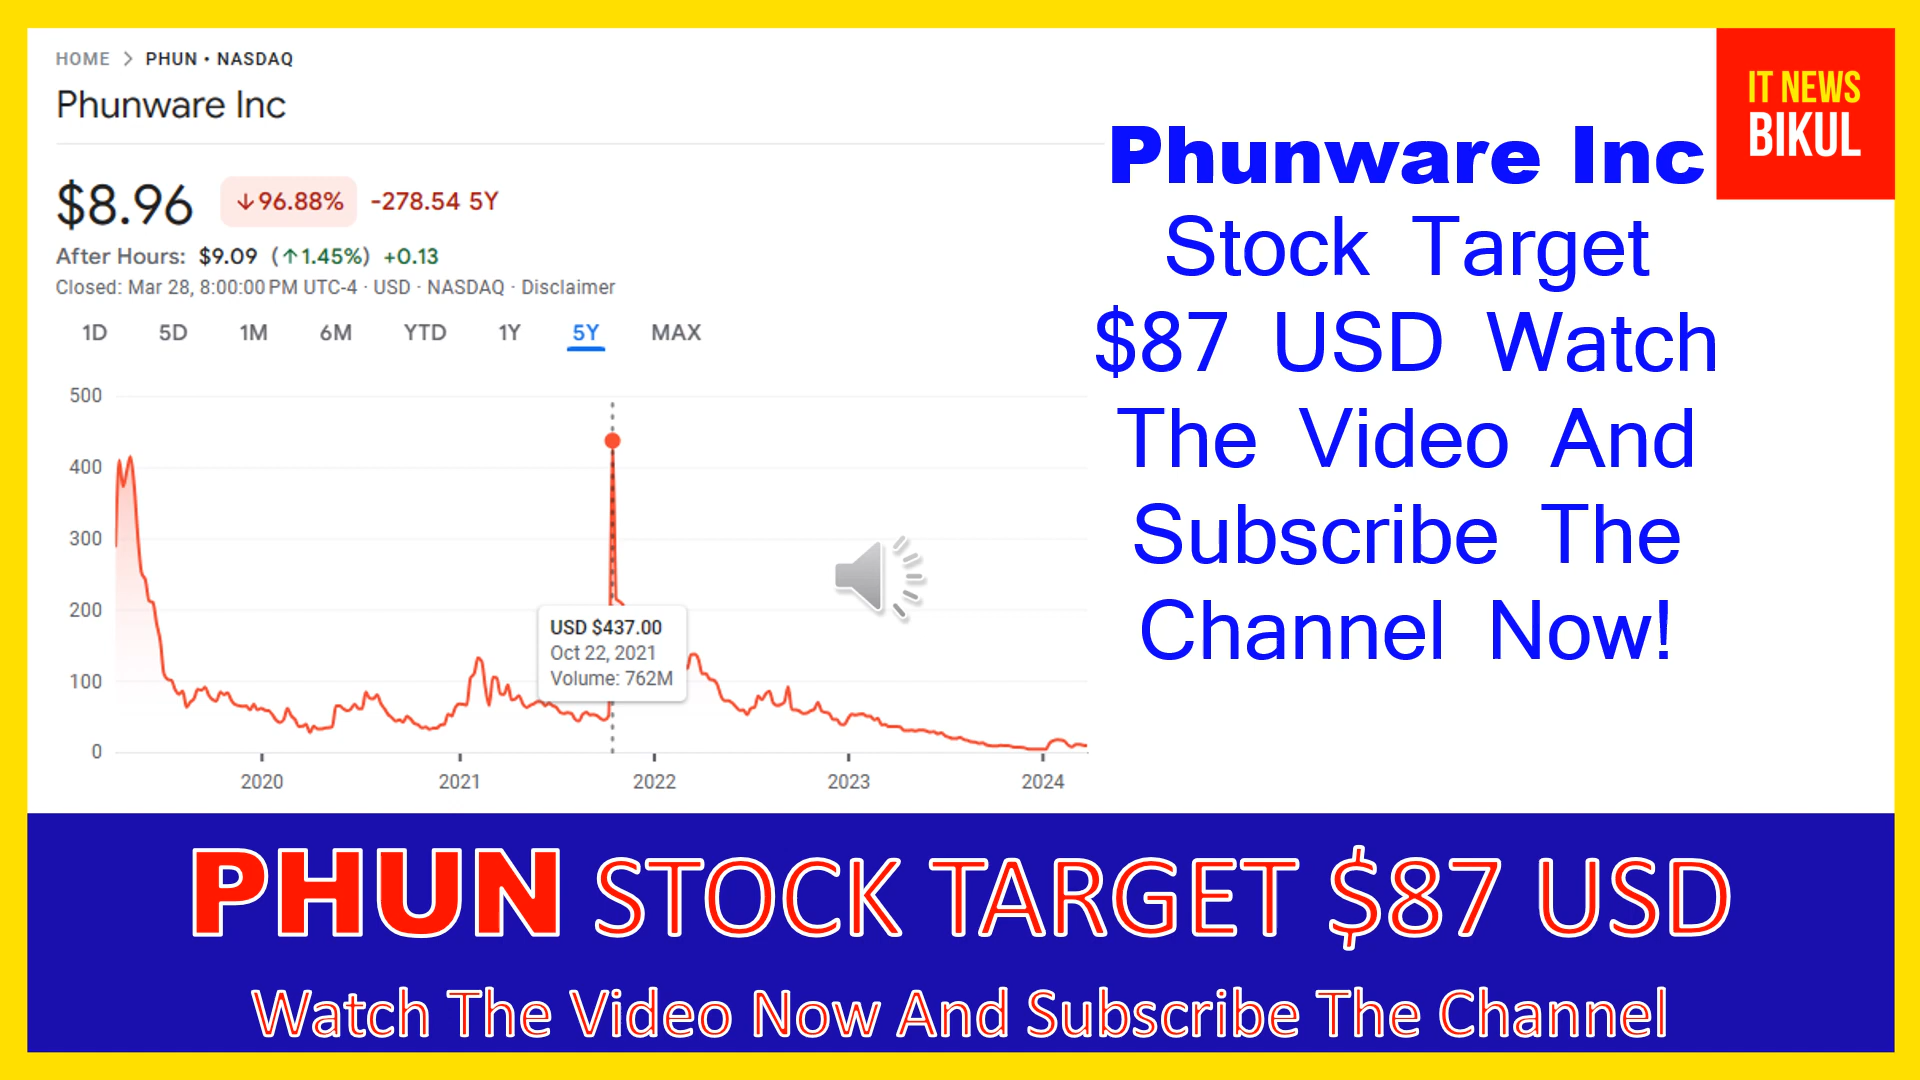 HOME > PHUN • NASDAQ
Phunware Inc
$8.96 ↓96.88% -278.54 5Y
After Hours: $9.09 (↑1.45%) +0.13
Closed: Mar 28, 8:00:00 PM UTC-4 · USD · NASDAQ · Disclaimer
1D 5D 1M 6M YTD 1Y 5Y MAX
500
400
300
200
100
0
USD $437.00
Oct 22, 2021
Volume: 762M
2020 2021 2022 2023 2024
Phunware Inc
Stock Target
$87 USD Watch
The Video And
Subscribe The
Channel Now!
IT NEWS
BIKUL
PHUN STOCK TARGET $87 USD
Watch The Video Now And Subscribe The Channel